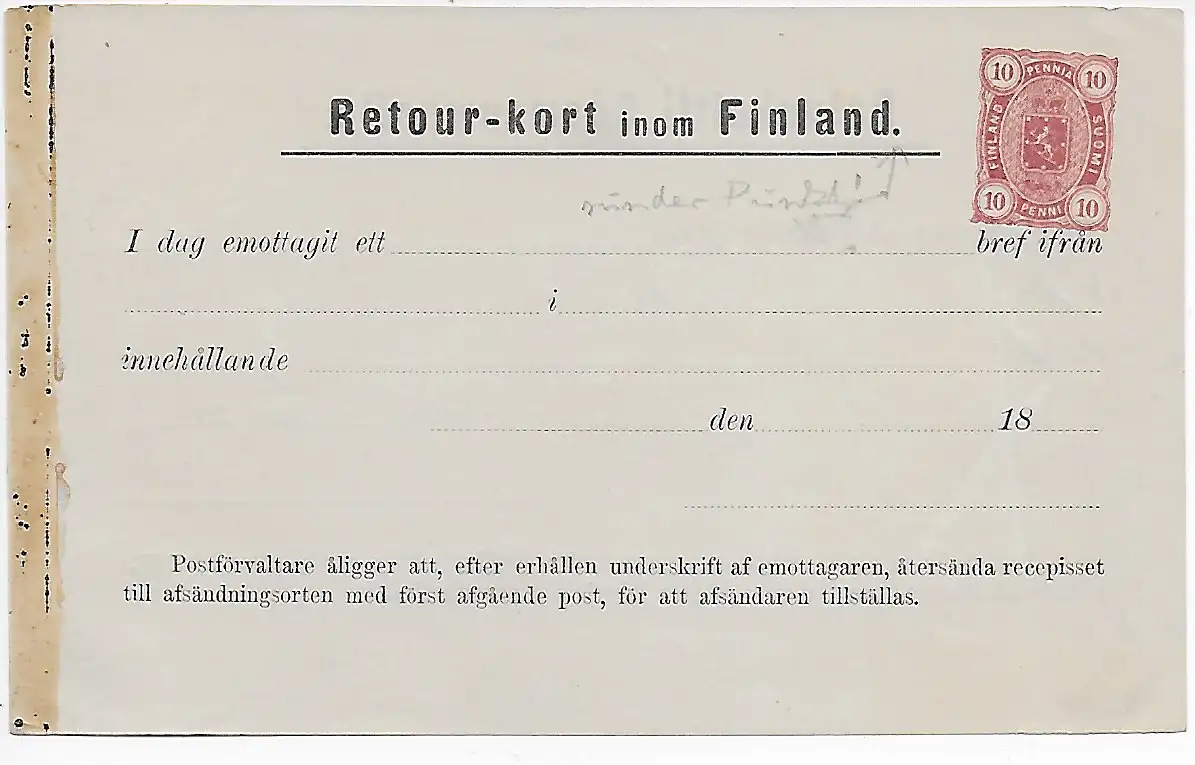 Retour-kort inom Finland.
10 PENNIÄ 10
FINLAND SUOMI
10 PENNI 10
runder Punkt!
I dag emottagit ett bref ifrån
i
innehållande
den 18
Postförvaltare åligger att, efter erhållen underskrift af emottagaren, återsända recepisset
till afsändningsorten med först afgående post, för att afsändaren tillställas.